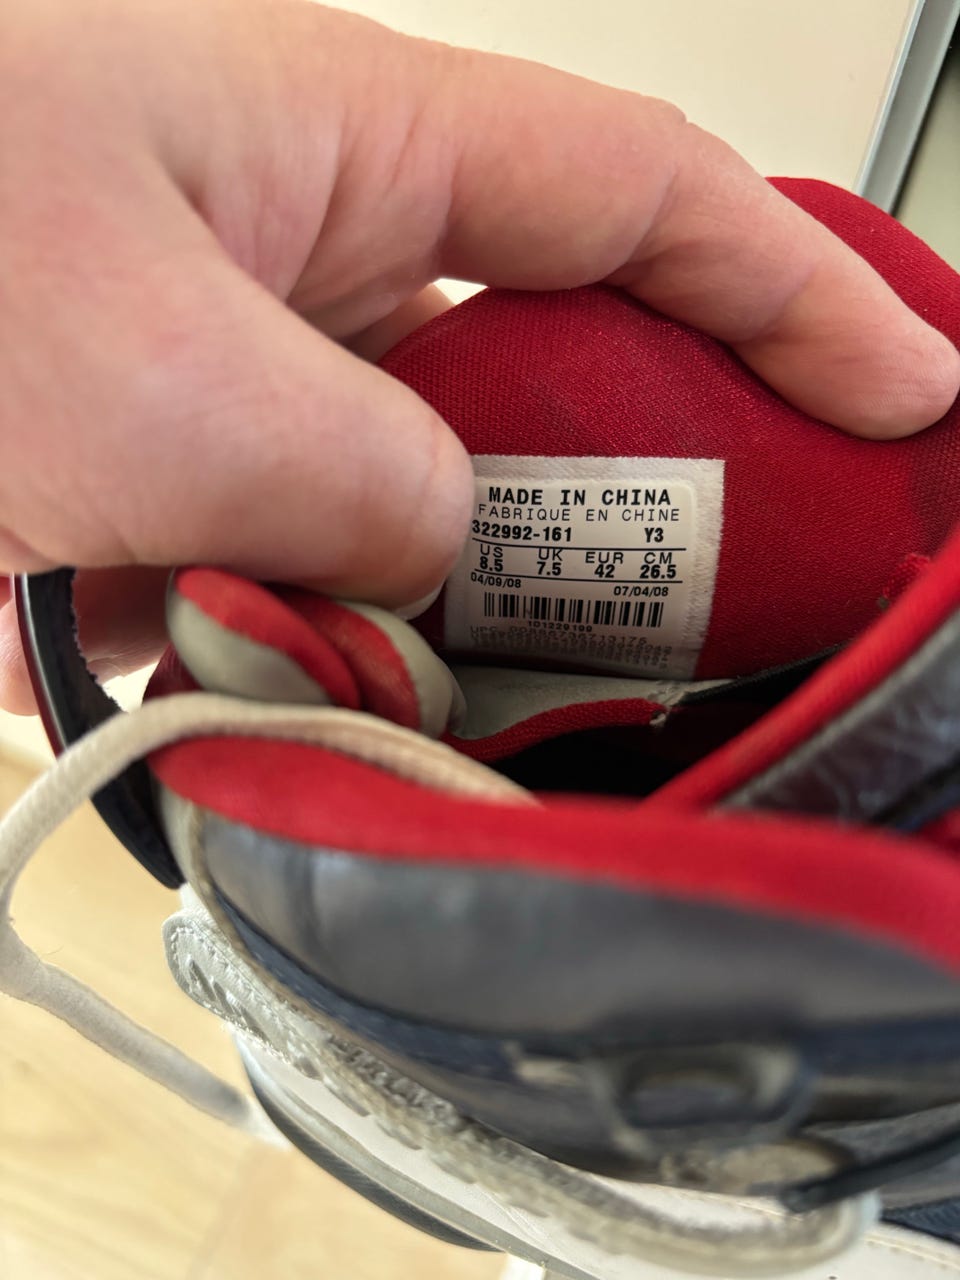 MADE IN CHINA
FABRIQUE EN CHINE
322992-161 Y3
US UK EUR CM
8.5 7.5 42 26.5
04/09/08 07/04/08
101229199